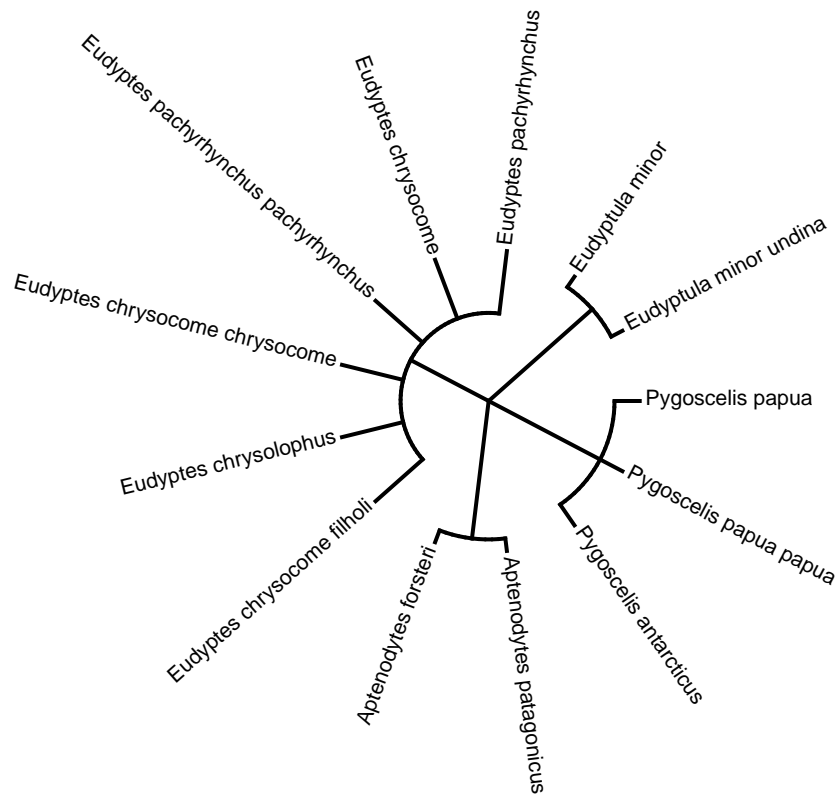 Eudyptes pachyrhynchus
Eudyptes chrysocome
Eudyptes pachyrhynchus pachyrhynchus
Eudyptes chrysocome chrysocome
Eudyptes chrysolophus
Eudyptes chrysocome filholi
Aptenodytes forsteri
Aptenodytes patagonicus
Pygoscelis antarcticus
Pygoscelis papua papua
Pygoscelis papua
Eudyptula minor undina
Eudyptula minor